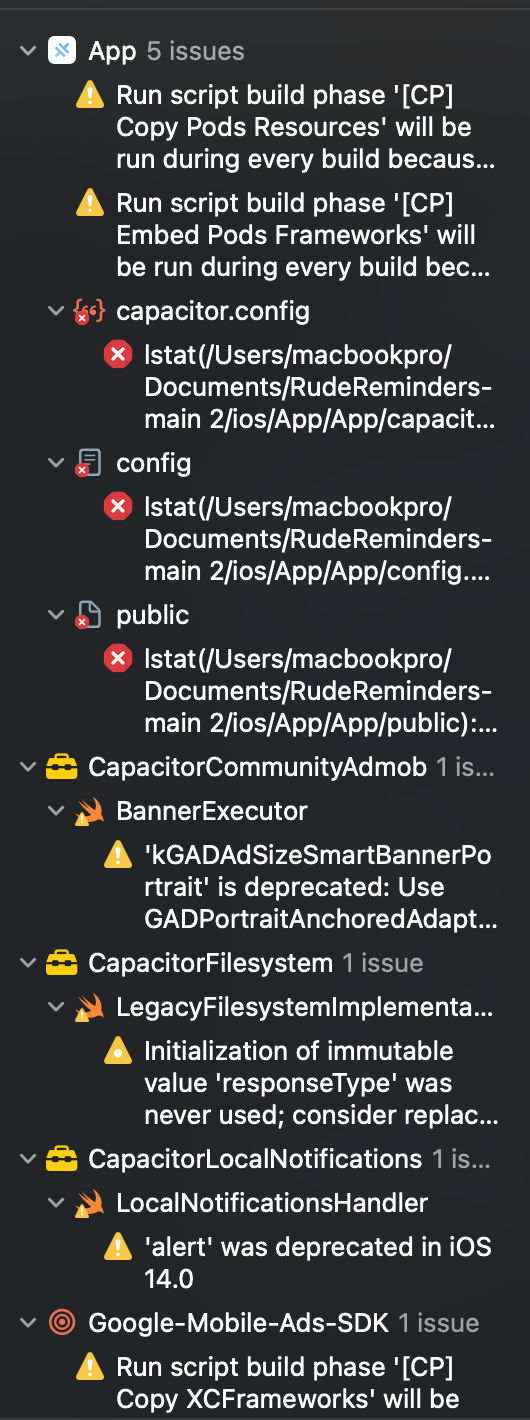 App 5 issues
Run script build phase '[CP]
Copy Pods Resources' will be
run during every build becaus...
Run script build phase '[CP]
Embed Pods Frameworks' will
be run during every build bec...
capacitor.config
lstat(/Users/macbookpro/
Documents/RudeReminders-
main 2/ios/App/App/capacit...
config
lstat(/Users/macbookpro/
Documents/RudeReminders-
main 2/ios/App/App/config....
public
lstat(/Users/macbookpro/
Documents/RudeReminders-
main 2/ios/App/App/public):...
CapacitorCommunityAdmob 1 is...
BannerExecutor
'kGADAdSizeSmartBannerPo
rtrait' is deprecated: Use
GADPortraitAnchoredAdapt...
CapacitorFilesystem 1 issue
LegacyFilesystemImplementa...
Initialization of immutable
value 'responseType' was
never used; consider replac...
CapacitorLocalNotifications 1 is...
LocalNotificationsHandler
'alert' was deprecated in iOS
14.0
Google-Mobile-Ads-SDK 1 issue
Run script build phase '[CP]
Copy XCFrameworks' will be